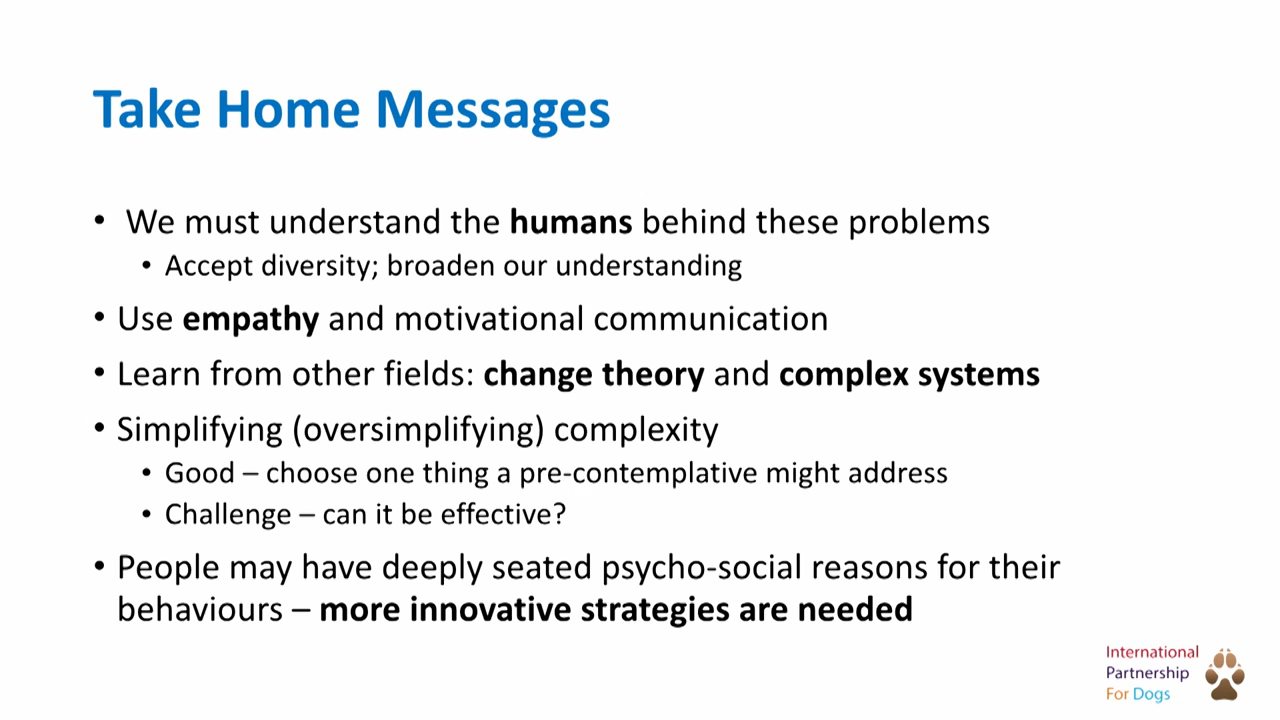 Take Home Messages
• We must understand the humans behind these problems
• Accept diversity; broaden our understanding
• Use empathy and motivational communication
• Learn from other fields: change theory and complex systems
• Simplifying (oversimplifying) complexity
• Good – choose one thing a pre-contemplative might address
• Challenge – can it be effective?
• People may have deeply seated psycho-social reasons for their
behaviours – more innovative strategies are needed
International
Partnership
For Dogs